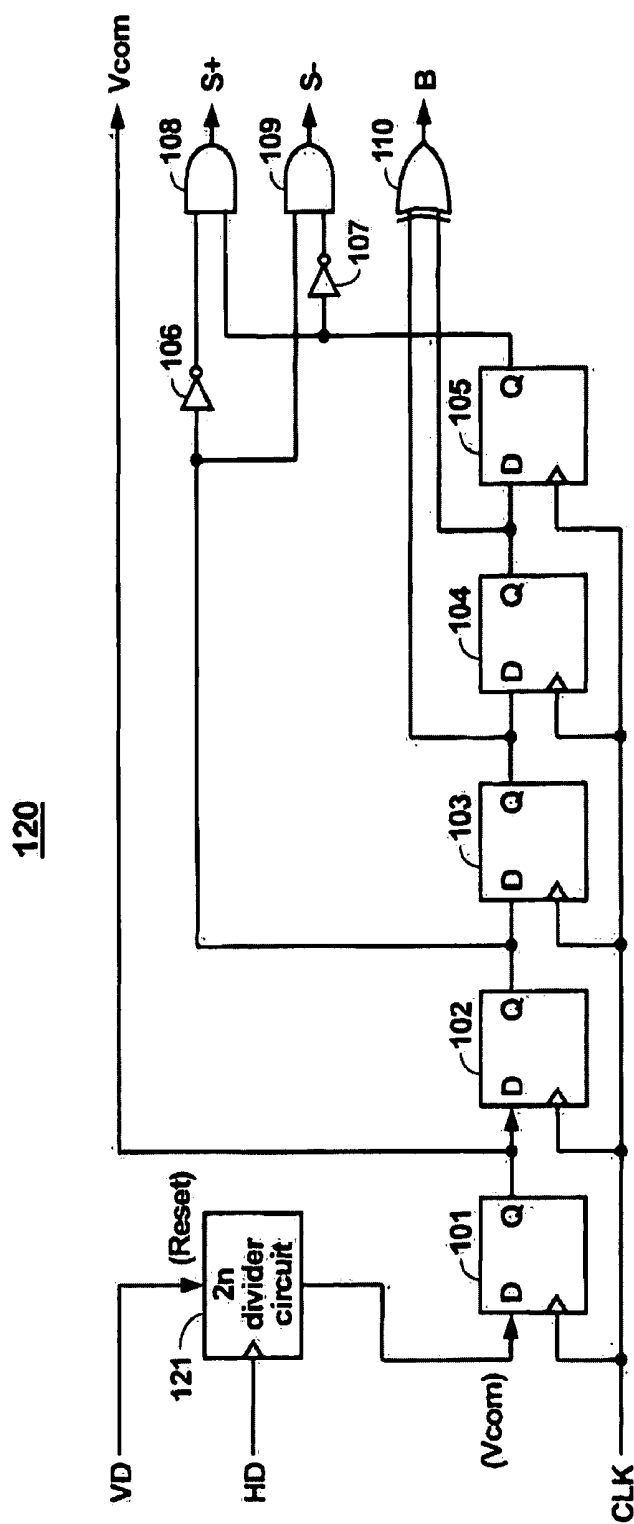 120
VD
HD
(Vcom)
CLK
121
(Reset)
2n
divider
circuit
101
D
Q
102
D
Q
103
D
Q
104
D
Q
105
D
Q
106
107
108
109
110
Vcom
S+
S-
B